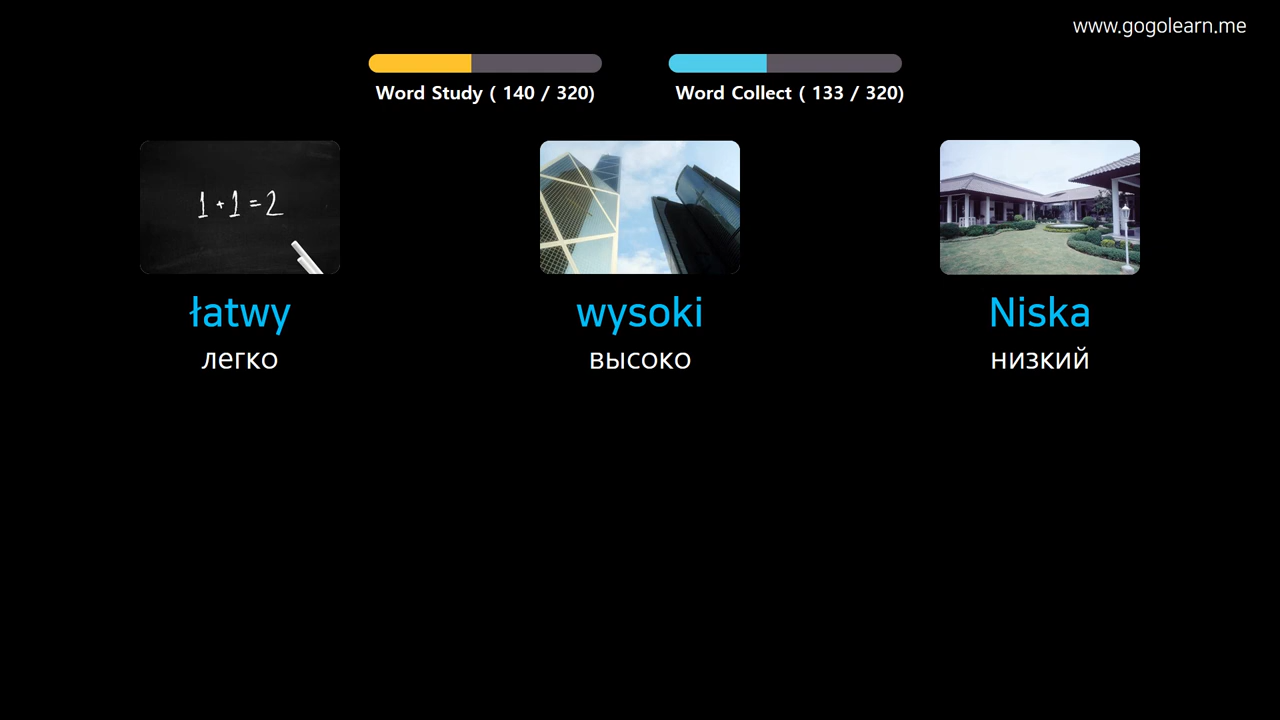 www.gogolearn.me
Word Study ( 140 / 320)
Word Collect ( 133 / 320)
1+1=2
łatwy
wysoki
Niska
легко
высоко
низкий